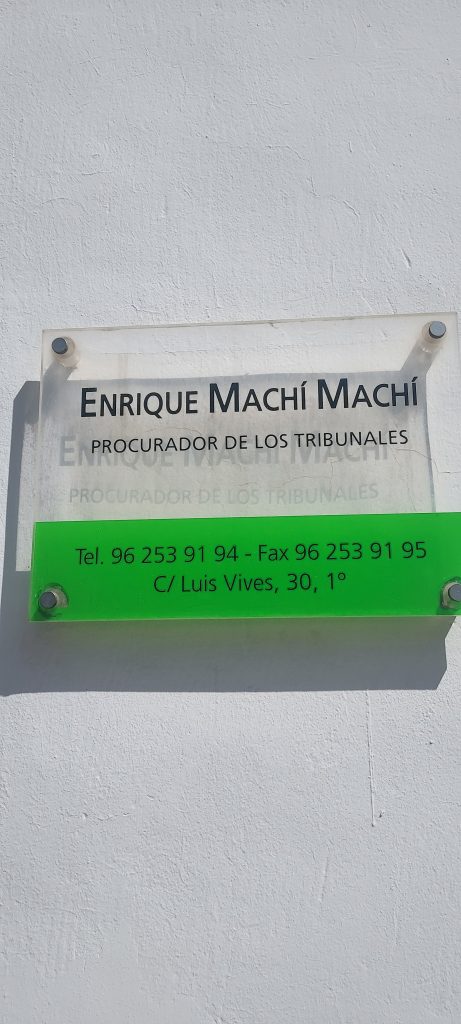 ENRIQUE MACHÍ MACHÍ
PROCURADOR DE LOS TRIBUNALES
Tel. 96 253 91 94 - Fax 96 253 91 95
C/ Luis Vives, 30, 1º